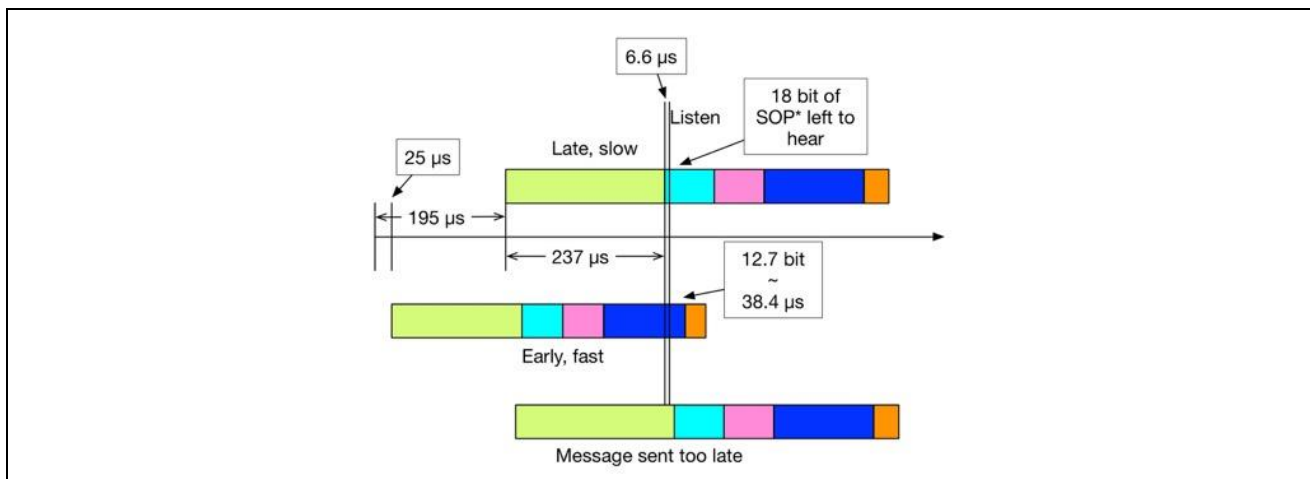 6.6 µs
Listen
18 bit of
SOP* left to
hear
Late, slow
25 µs
195 µs
237 µs
12.7 bit
~
38.4 µs
Early, fast
Message sent too late